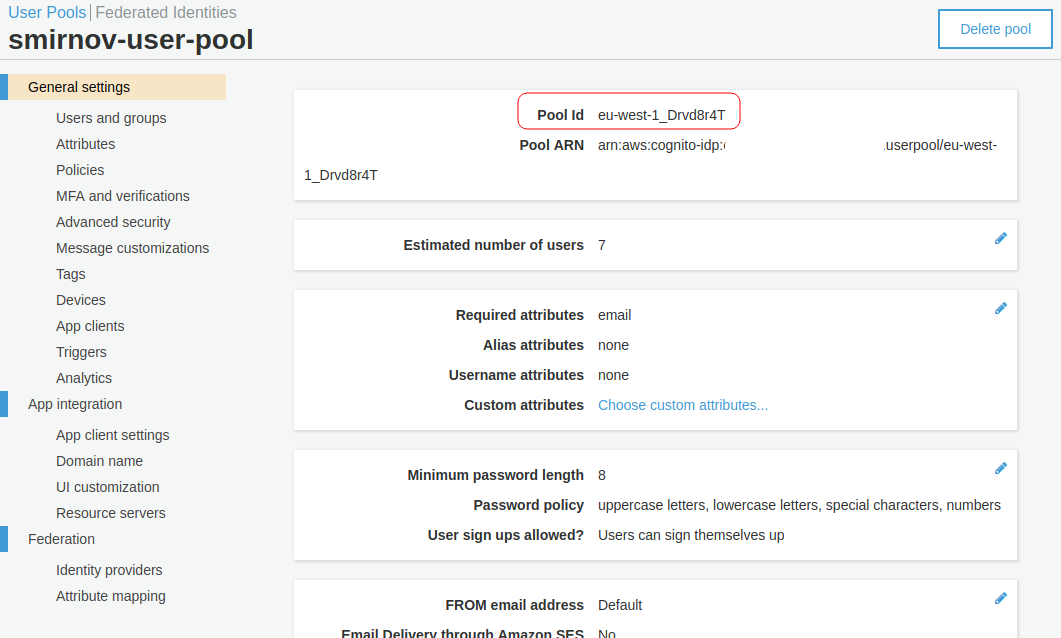 User Pools | Federated Identities
smirnov-user-pool
Delete pool
General settings
Users and groups
Attributes
Policies
MFA and verifications
Advanced security
Message customizations
Tags
Devices
App clients
Triggers
Analytics
App integration
App client settings
Domain name
UI customization
Resource servers
Federation
Identity providers
Attribute mapping
Pool Id eu-west-1_Drvd8r4T
Pool ARN arn:aws:cognito-idp: .userpool/eu-west-
1_Drvd8r4T
Estimated number of users 7
Required attributes email
Alias attributes none
Username attributes none
Custom attributes Choose custom attributes...
Minimum password length 8
Password policy uppercase letters, lowercase letters, special characters, numbers
User sign ups allowed? Users can sign themselves up
FROM email address Default
Email Delivery through Amazon SES No